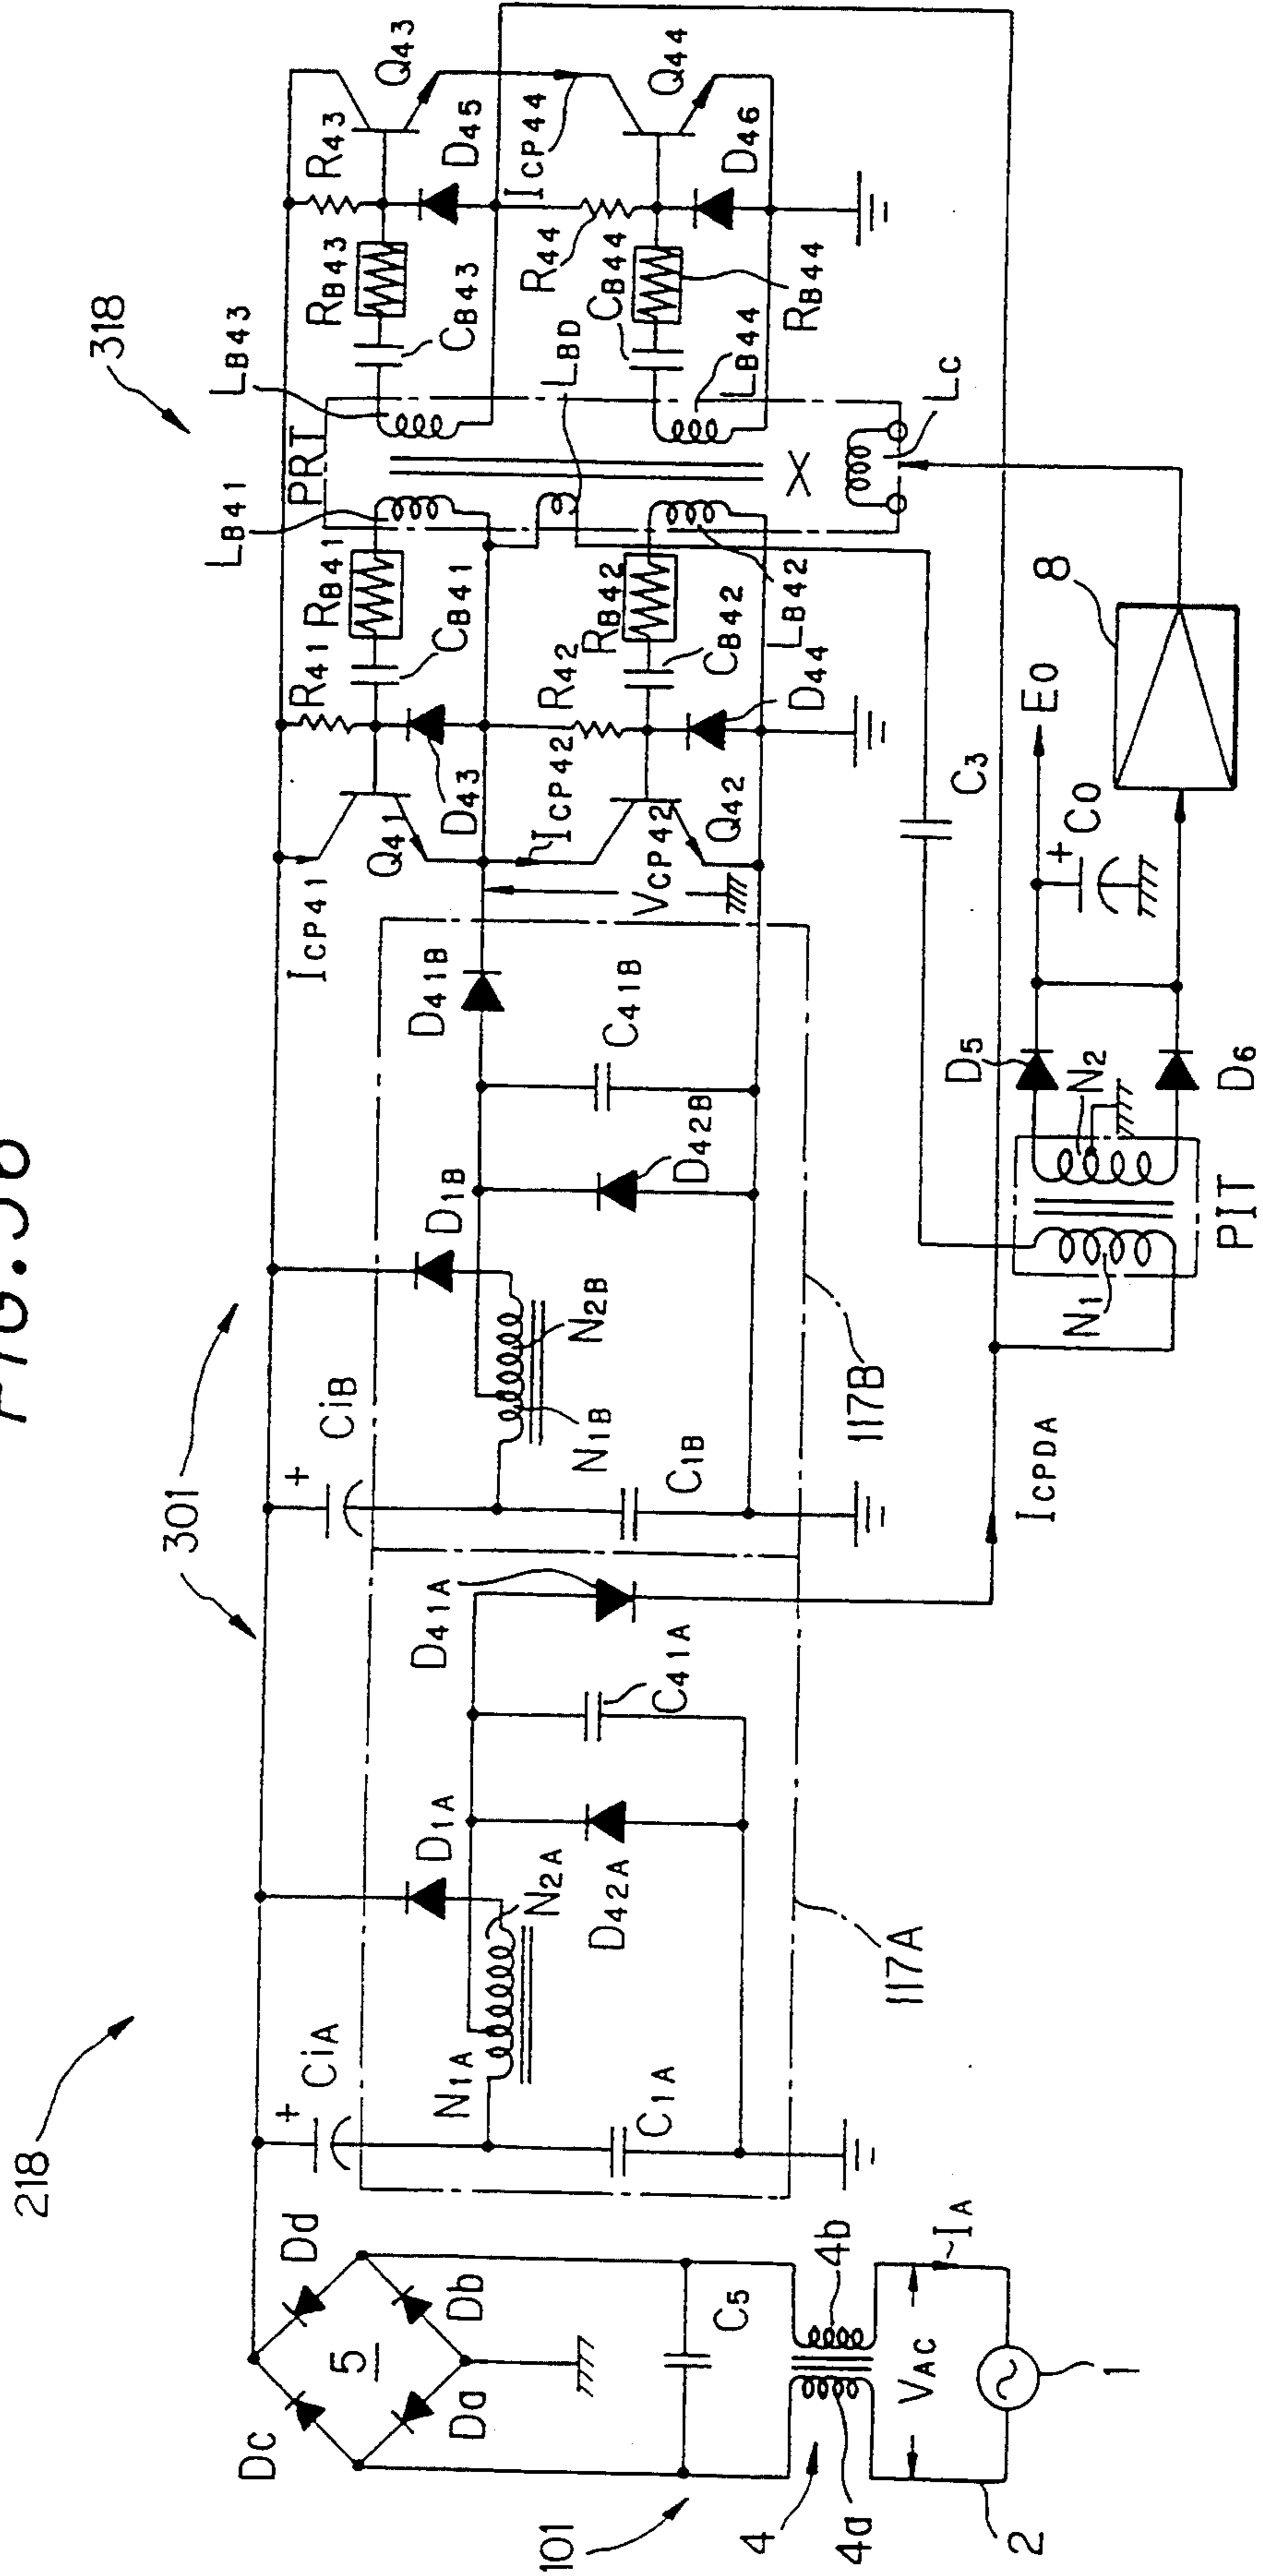 FIG.
218
301
318
CiA
CiB
ICP41
R41
RB41
LB41
PRT
LB43
RB43
R43
Q43
Dc
Dd
5
Da
Db
N1A
N2A
D1A
D41A
N1B
N2B
D1B
D41B
Q41
D43
CB41
CB43
D45
ICP44
C1A
D42A
C41A
C1B
D42B
C41B
VCP42
ICP42
R42
RB42
LBD
R44
CB44
Q44
101
C5
117A
117B
Q42
D44
CB42
LB42
LB44
RB44
D46
X
LC
4
4a
4b
VAC
IA
2
1
ICPDA
C3
N1
N2
PIT
D5
D6
+
CO
EO
8
+
+